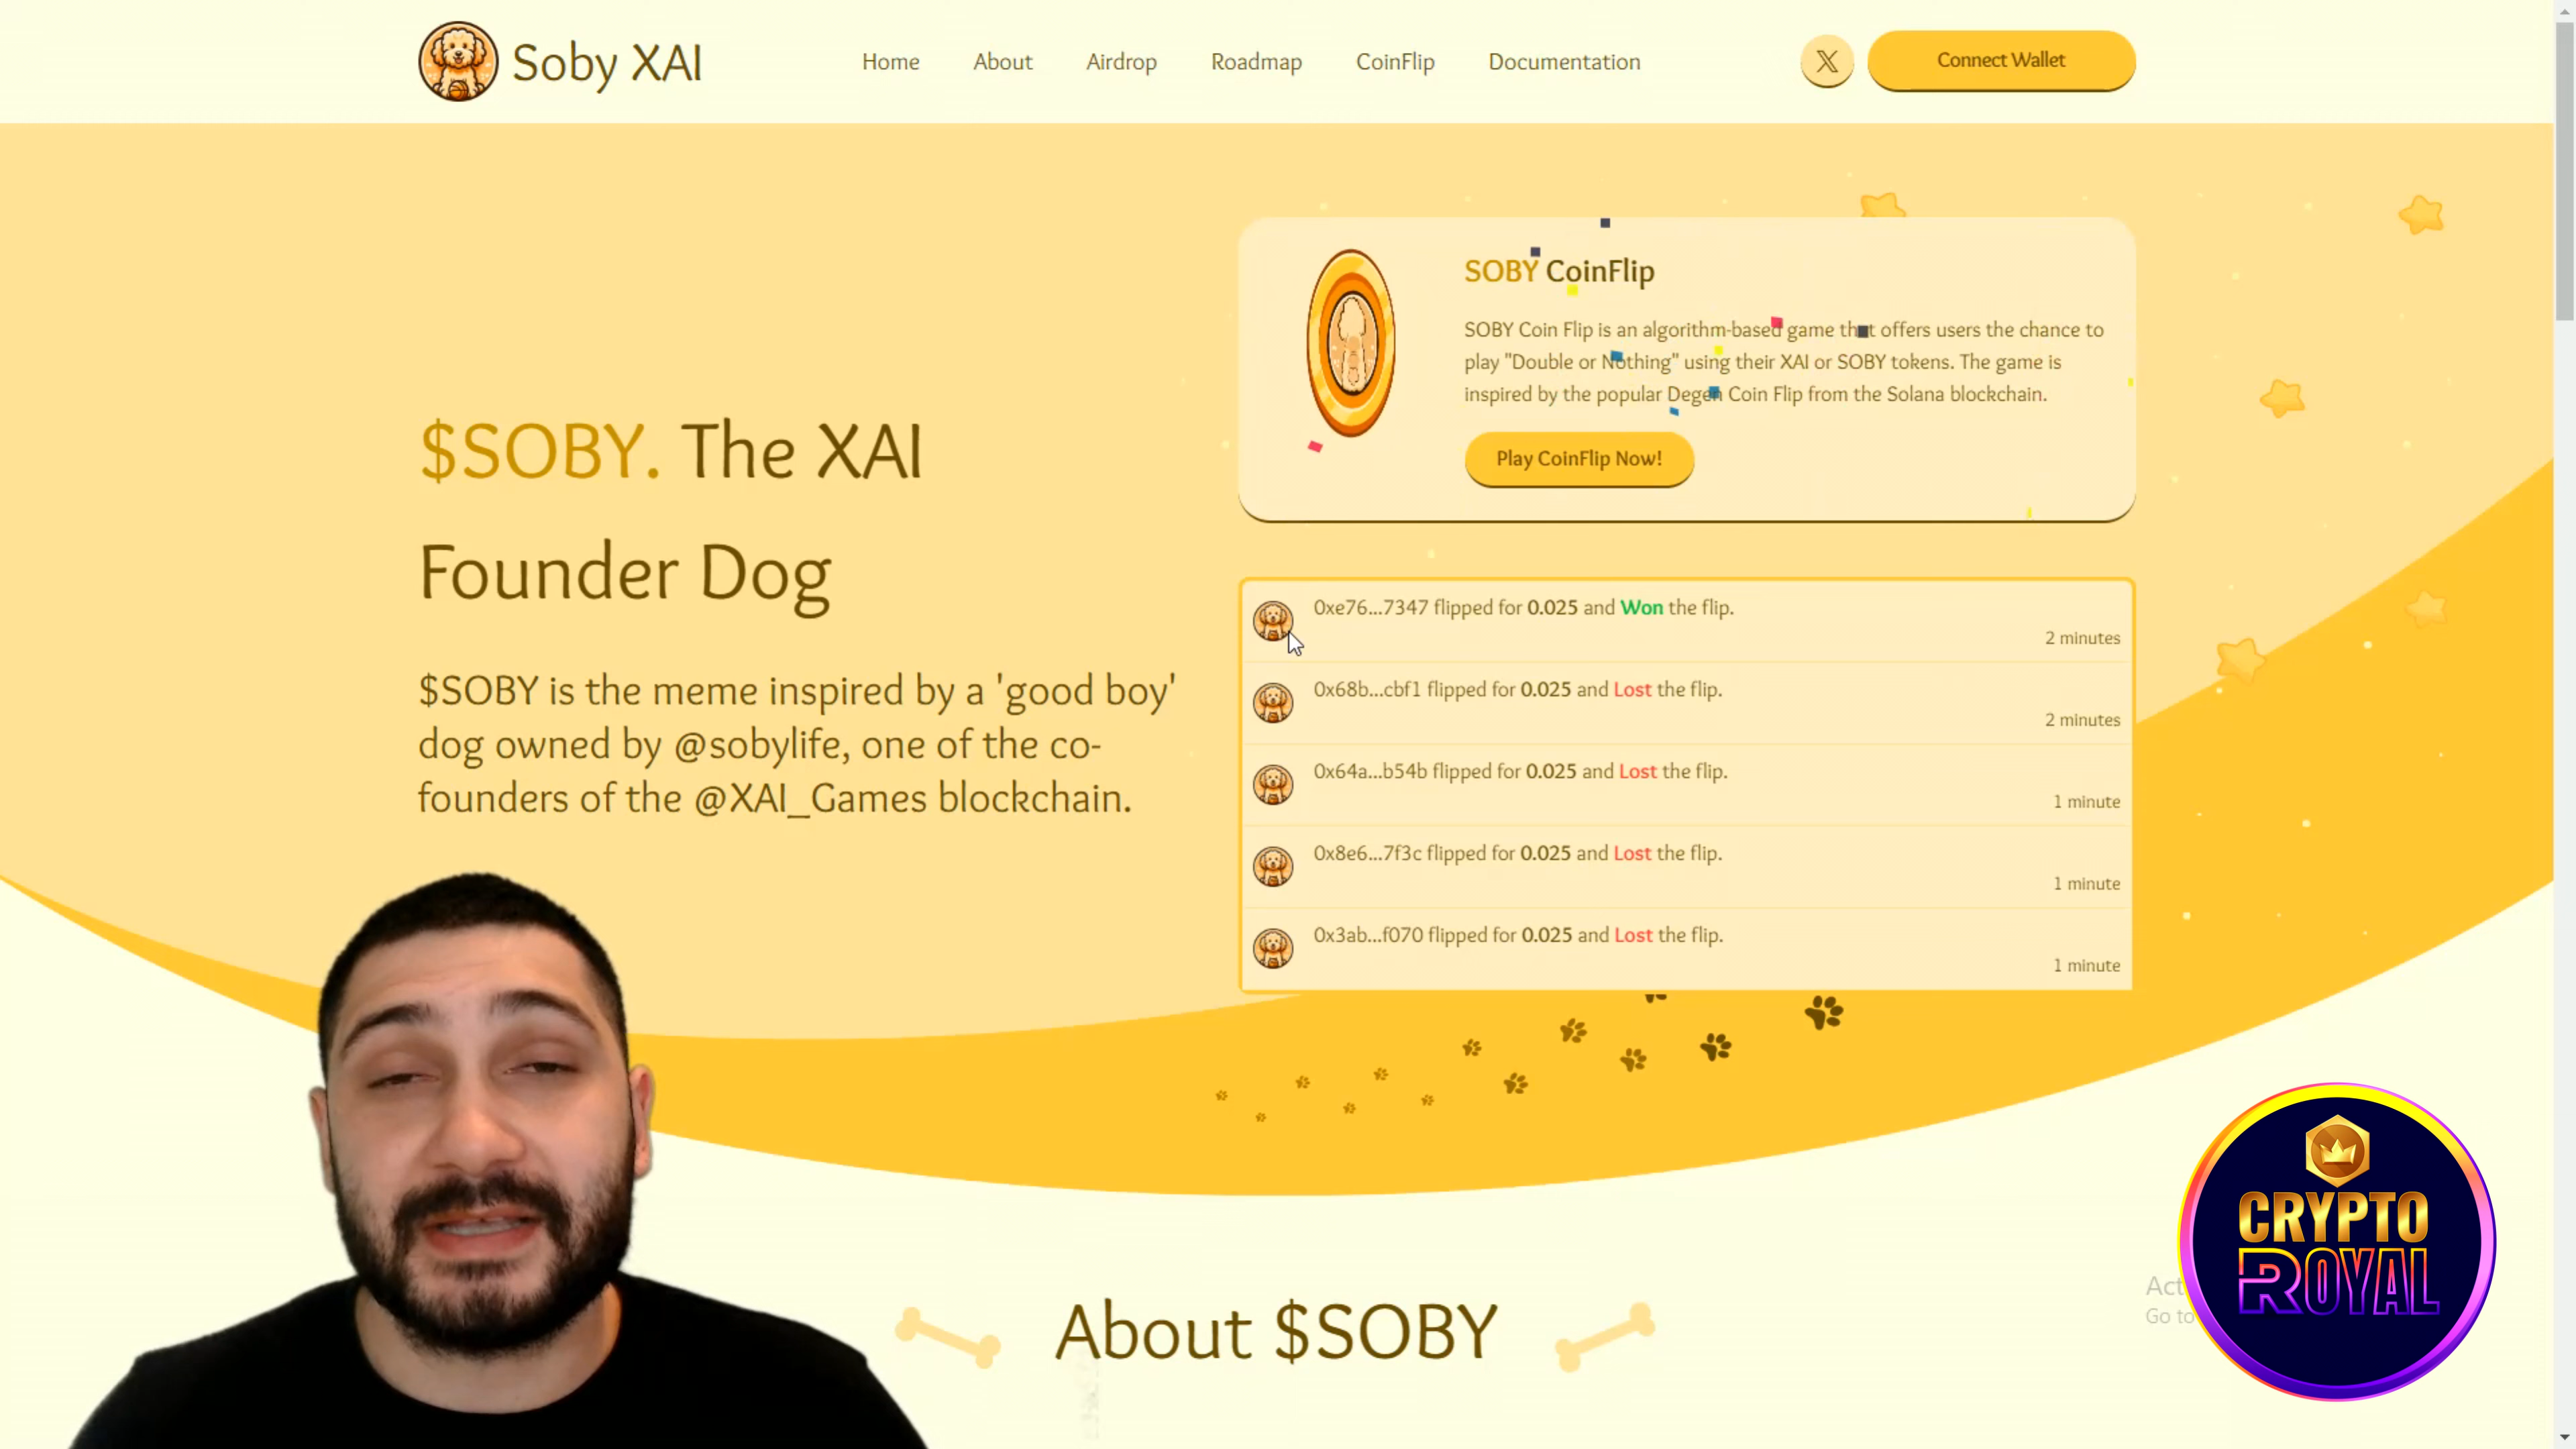 Soby XAI
Home
About
Airdrop
Roadmap
CoinFlip
Documentation
Connect Wallet
$SOBY. The XAI
Founder Dog
$SOBY is the meme inspired by a 'good boy'
dog owned by @sobylife, one of the co-
founders of the @XAI_Games blockchain.
SOBY CoinFlip
SOBY Coin Flip is an algorithm-based game that offers users the chance to
play "Double or Nothing" using their XAI or SOBY tokens. The game is
inspired by the popular Degen Coin Flip from the Solana blockchain.
Play CoinFlip Now!
0xe76...7347 flipped for 0.025 and Won the flip.
2 minutes
0x68b...cbf1 flipped for 0.025 and Lost the flip.
2 minutes
0x64a...b54b flipped for 0.025 and Lost the flip.
1 minute
0x8e6...7f3c flipped for 0.025 and Lost the flip.
1 minute
0x3ab...f070 flipped for 0.025 and Lost the flip.
1 minute
About $SOBY
Go to
CRYPTO
ROYAL